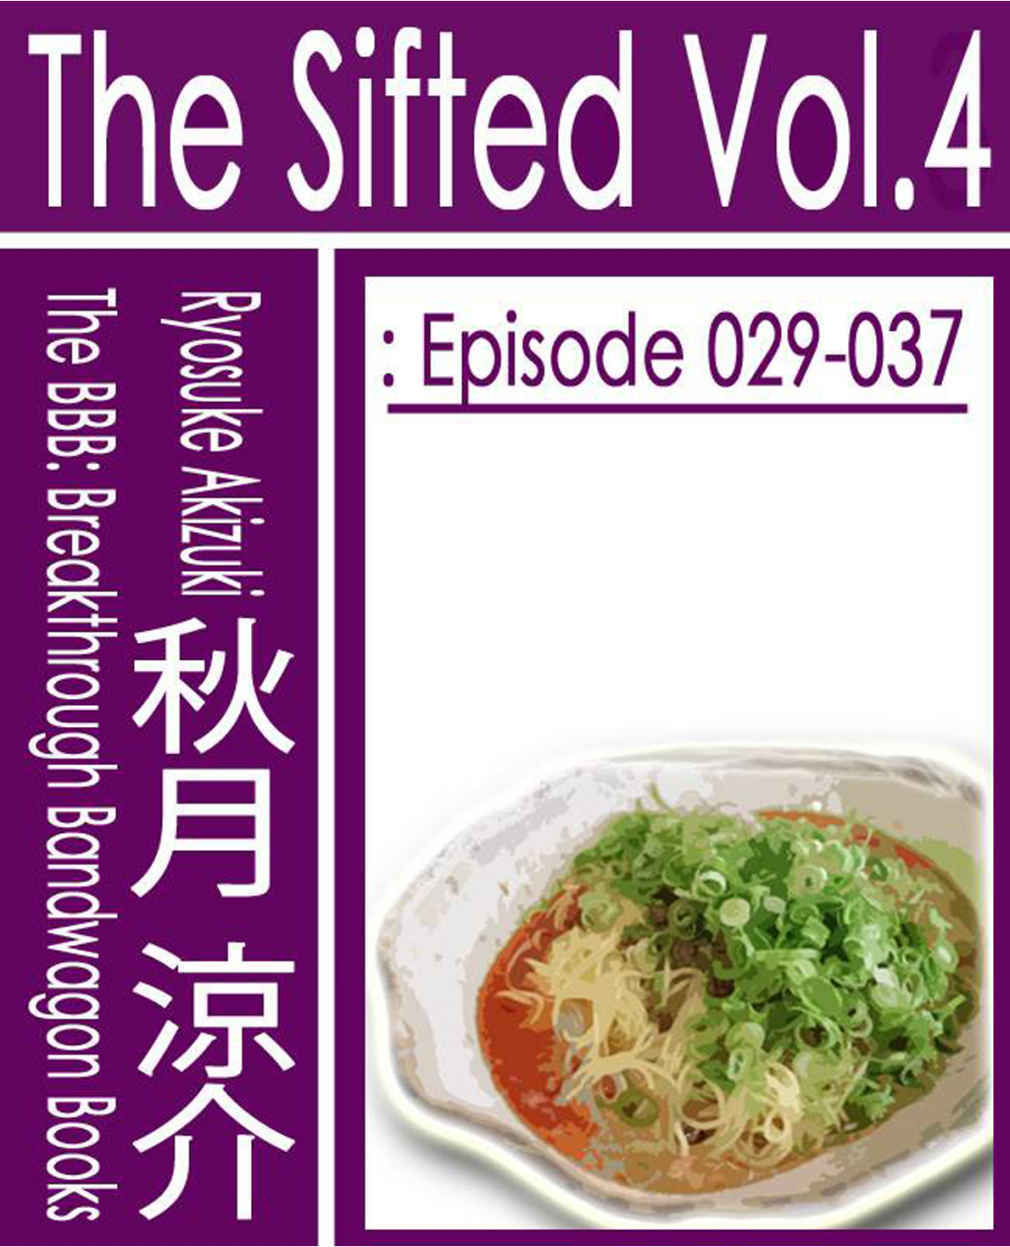 The Sifted Vol.4
: Episode 029-037
Ryosuke Akizuki
秋月 涼介
The BBB: Breakthrough Bandwagon Books